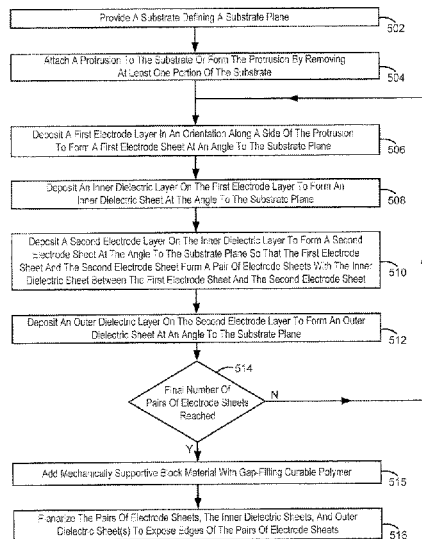 Provide A Substrate Defining A Substrate Plane
502
Attach A Protrusion To The Substrate Or Form The Protrusion By Removing
At Least One Portion Of The Substrate
504
Deposit A First Electrode Layer In An Orientation Along A Side Of The Protrusion
To Form A First Electrode Sheet At An Angle To The Substrate Plane
506
Deposit An Inner Dielectric Layer On The First Electrode Layer To Form An
Inner Dielectric Sheet At The Angle To The Substrate Plane
508
Deposit A Second Electrode Layer On The Inner Dielectric Layer To Form A Second
Electrode Sheet At The Angle To The Substrate Plane So That The First Electrode
Sheet And The Second Electrode Sheet Form A Pair Of Electrode Sheets With The Inner
Dielectric Sheet Between The First Electrode Sheet And The Second Electrode Sheet
510
Deposit An Outer Dielectric Layer On The Second Electrode Layer To Form An Outer
Dielectric Sheet At An Angle To The Substrate Plane
512
514
Final Number Of
Pairs Of Electrode Sheets
Reached
N
Y
Add Mechanically Supportive Block Material With Gap-Filling Curable Polymer
515
Planarize The Pairs Of Electrode Sheets, The Inner Dielectric Sheets, And Outer
Dielectric Sheet(s) To Expose Edges Of The Pairs Of Electrode Sheets
516